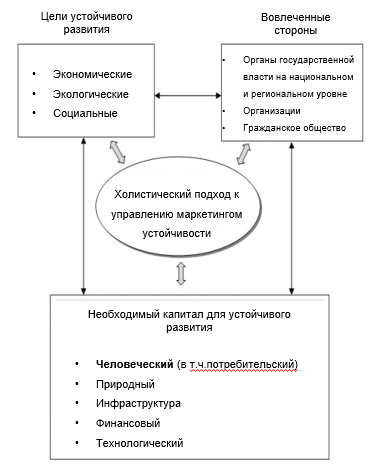 Цели устойчивого
развития
• Экономические
• Экологические
• Социальные
Вовлеченные
стороны
• Органы государственной
власти на национальном
и региональном уровне
• Организации
• Гражданское общество
Холистический подход к
управлению маркетингом
устойчивости
Необходимый капитал для устойчивого
развития
• Человеческий (в т.ч.потребительский)
• Природный
• Инфраструктура
• Финансовый
• Технологический